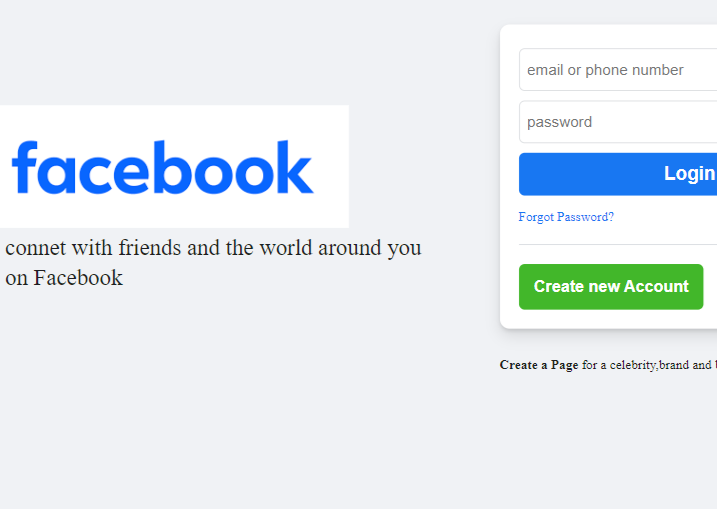 facebook
connet with friends and the world around you
on Facebook
email or phone number
password
Login
Forgot Password?
Create new Account
Create a Page for a celebrity,brand and